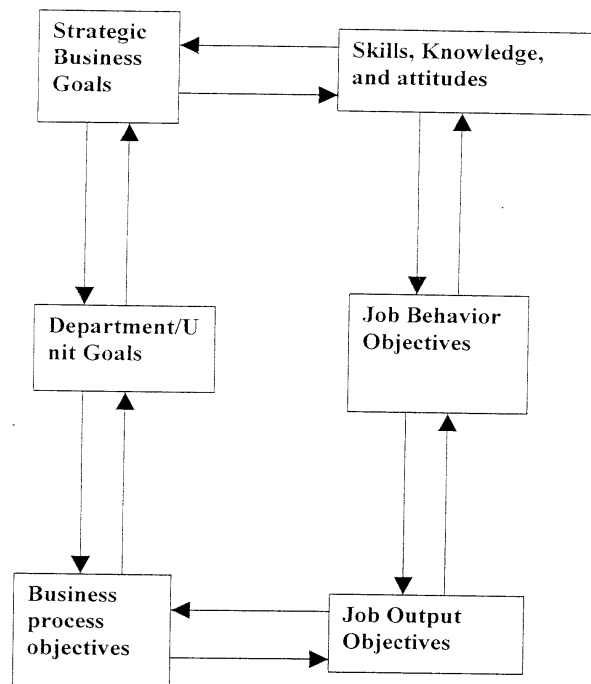 Strategic
Business
Goals
Skills, Knowledge,
and attitudes
Department/U
nit Goals
Job Behavior
Objectives
Business
process
objectives
Job Output
Objectives